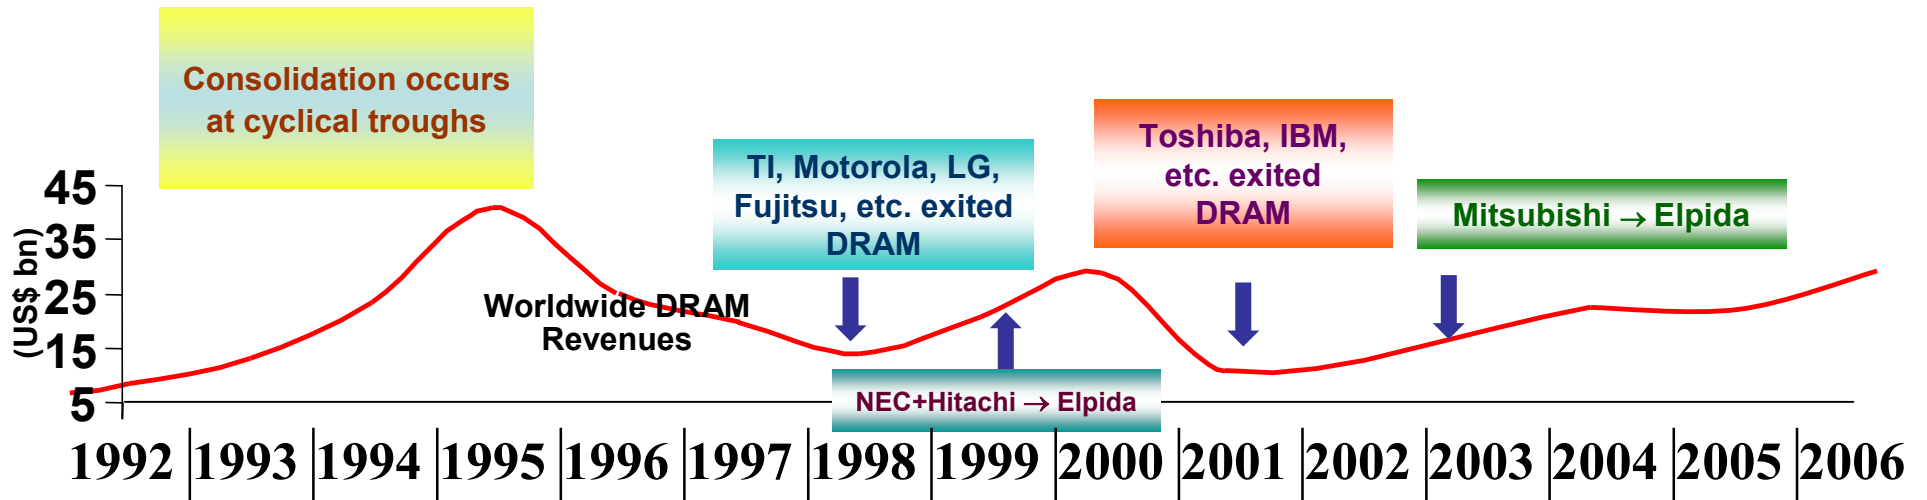 Consolidation occurs
at cyclical troughs
TI, Motorola, LG,
Fujitsu, etc. exited
DRAM
Toshiba, IBM,
etc. exited
DRAM
Mitsubishi → Elpida
(US$ bn)
45
35
25
15
5
Worldwide DRAM
Revenues
NEC+Hitachi → Elpida
1992 1993 1994 1995 1996 1997 1998 1999 2000 2001 2002 2003 2004 2005 2006